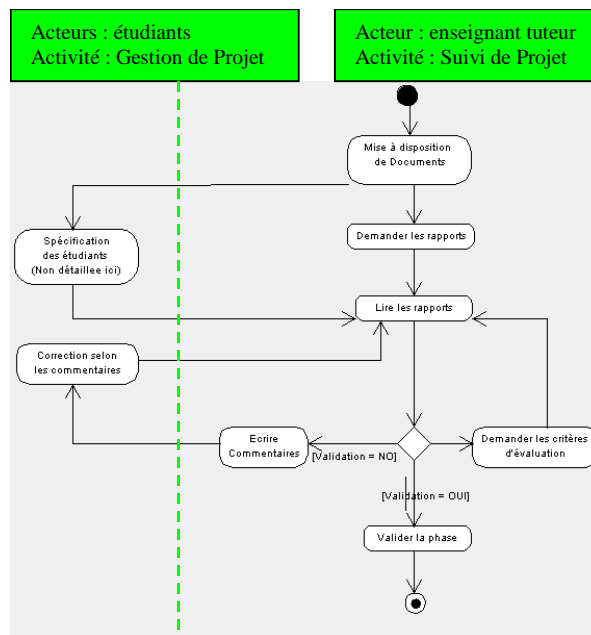 Acteurs : étudiants
Activité : Gestion de Projet
Acteur : enseignant tuteur
Activité : Suivi de Projet
Mise à disposition
de Documents
Spécification
des étudiants
(Non détaillee ici)
Demander les rapports
Lire les rapports
Correction selon
les commentaires
Ecrire
Commentaires
[Validation = NO]
Demander les critères
d'évaluation
[Validation = OUI]
Valider la phase